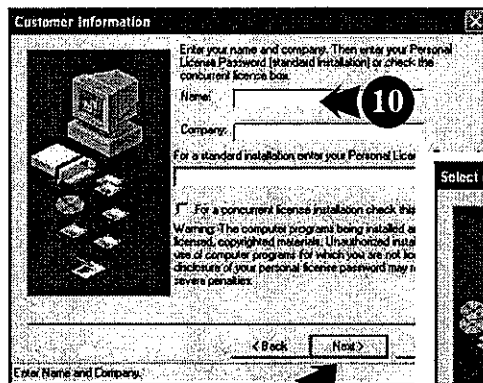 Customer Information
Enter your name and company. Then enter your Personal
License Password (standard installation) or check the
concurrent licence box.
Name:
10
Company:
For a standard installation enter your Personal Licen
Select
For a concurrent license installation check this
Warning: The computer programs being installed a
licensed, copyrighted materials. Unauthorized insta
use of computer programs for which you are not lic
disclosure of your personal license password may r
severe penalties.
< Back
Next >
Enter Name and Company.